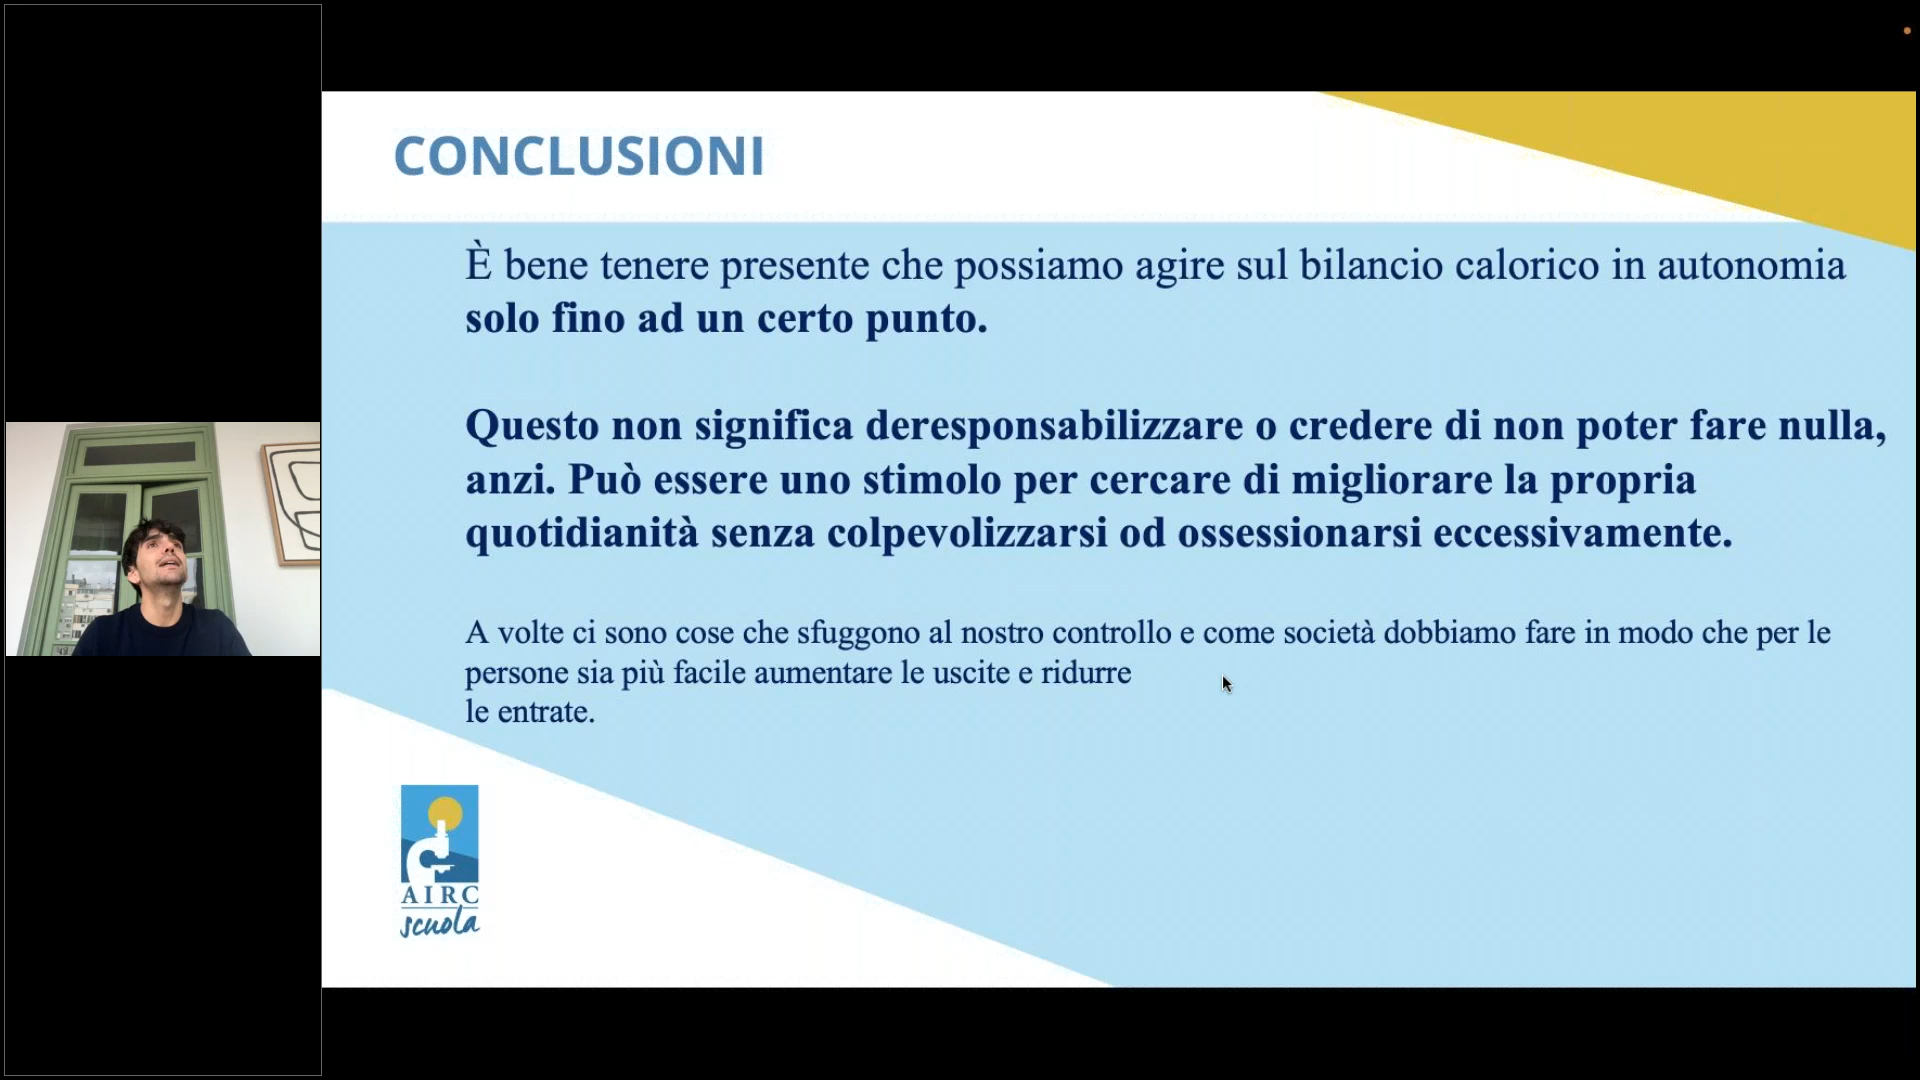 CONCLUSIONI
È bene tenere presente che possiamo agire sul bilancio calorico in autonomia
solo fino ad un certo punto.
Questo non significa deresponsabilizzare o credere di non poter fare nulla,
anzi. Può essere uno stimolo per cercare di migliorare la propria
quotidianità senza colpevolizzarsi od ossessionarsi eccessivamente.
A volte ci sono cose che sfuggono al nostro controllo e come società dobbiamo fare in modo che per le
persone sia più facile aumentare le uscite e ridurre
le entrate.
AIRC
scuola